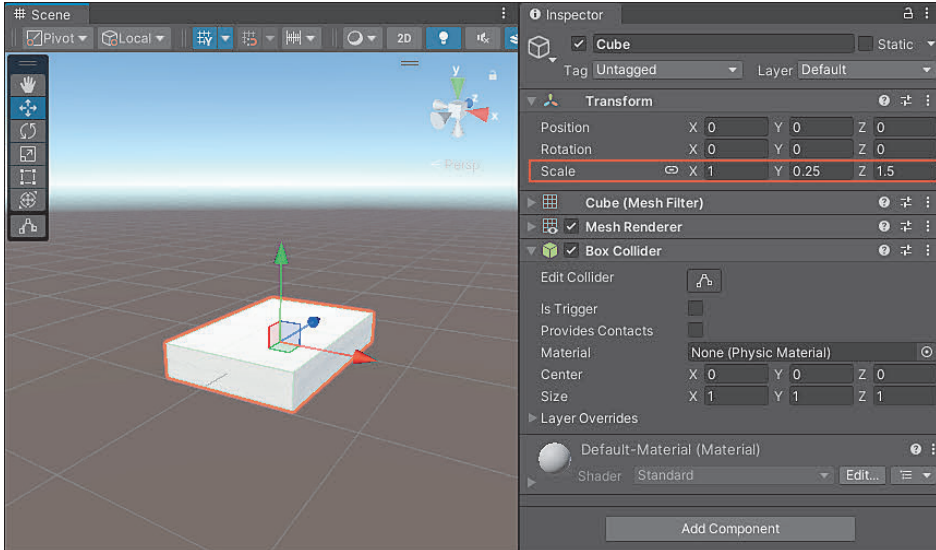 # Scene
Pivot
Local
2D
y
z
x
Persp
Inspector
Cube
Static
Tag Untagged
Layer Default
Transform
Position X 0 Y 0 Z 0
Rotation X 0 Y 0 Z 0
Scale X 1 Y 0.25 Z 1.5
Cube (Mesh Filter)
Mesh Renderer
Box Collider
Edit Collider
Is Trigger
Provides Contacts
Material None (Physic Material)
Center X 0 Y 0 Z 0
Size X 1 Y 1 Z 1
Layer Overrides
Default-Material (Material)
Shader Standard Edit...
Add Component